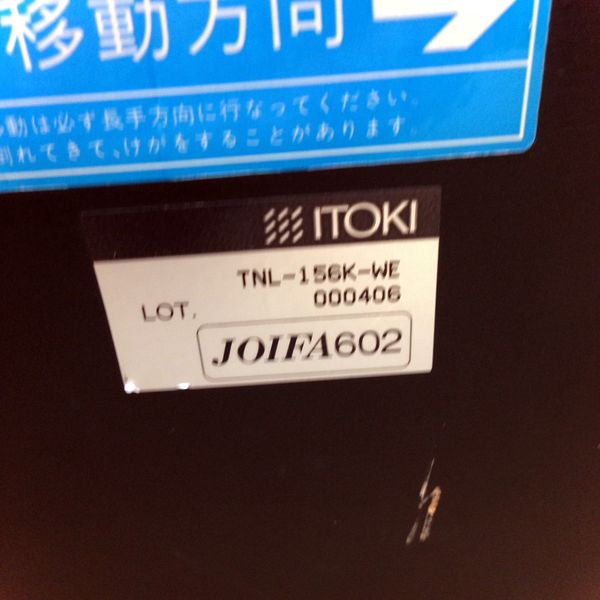 移動方向
動は必ず長手方向に行なってください.
倒れてきて、けがをすることがあります.
ITOKI
TNL-156K-WE
LOT. 000406
JOIFA602